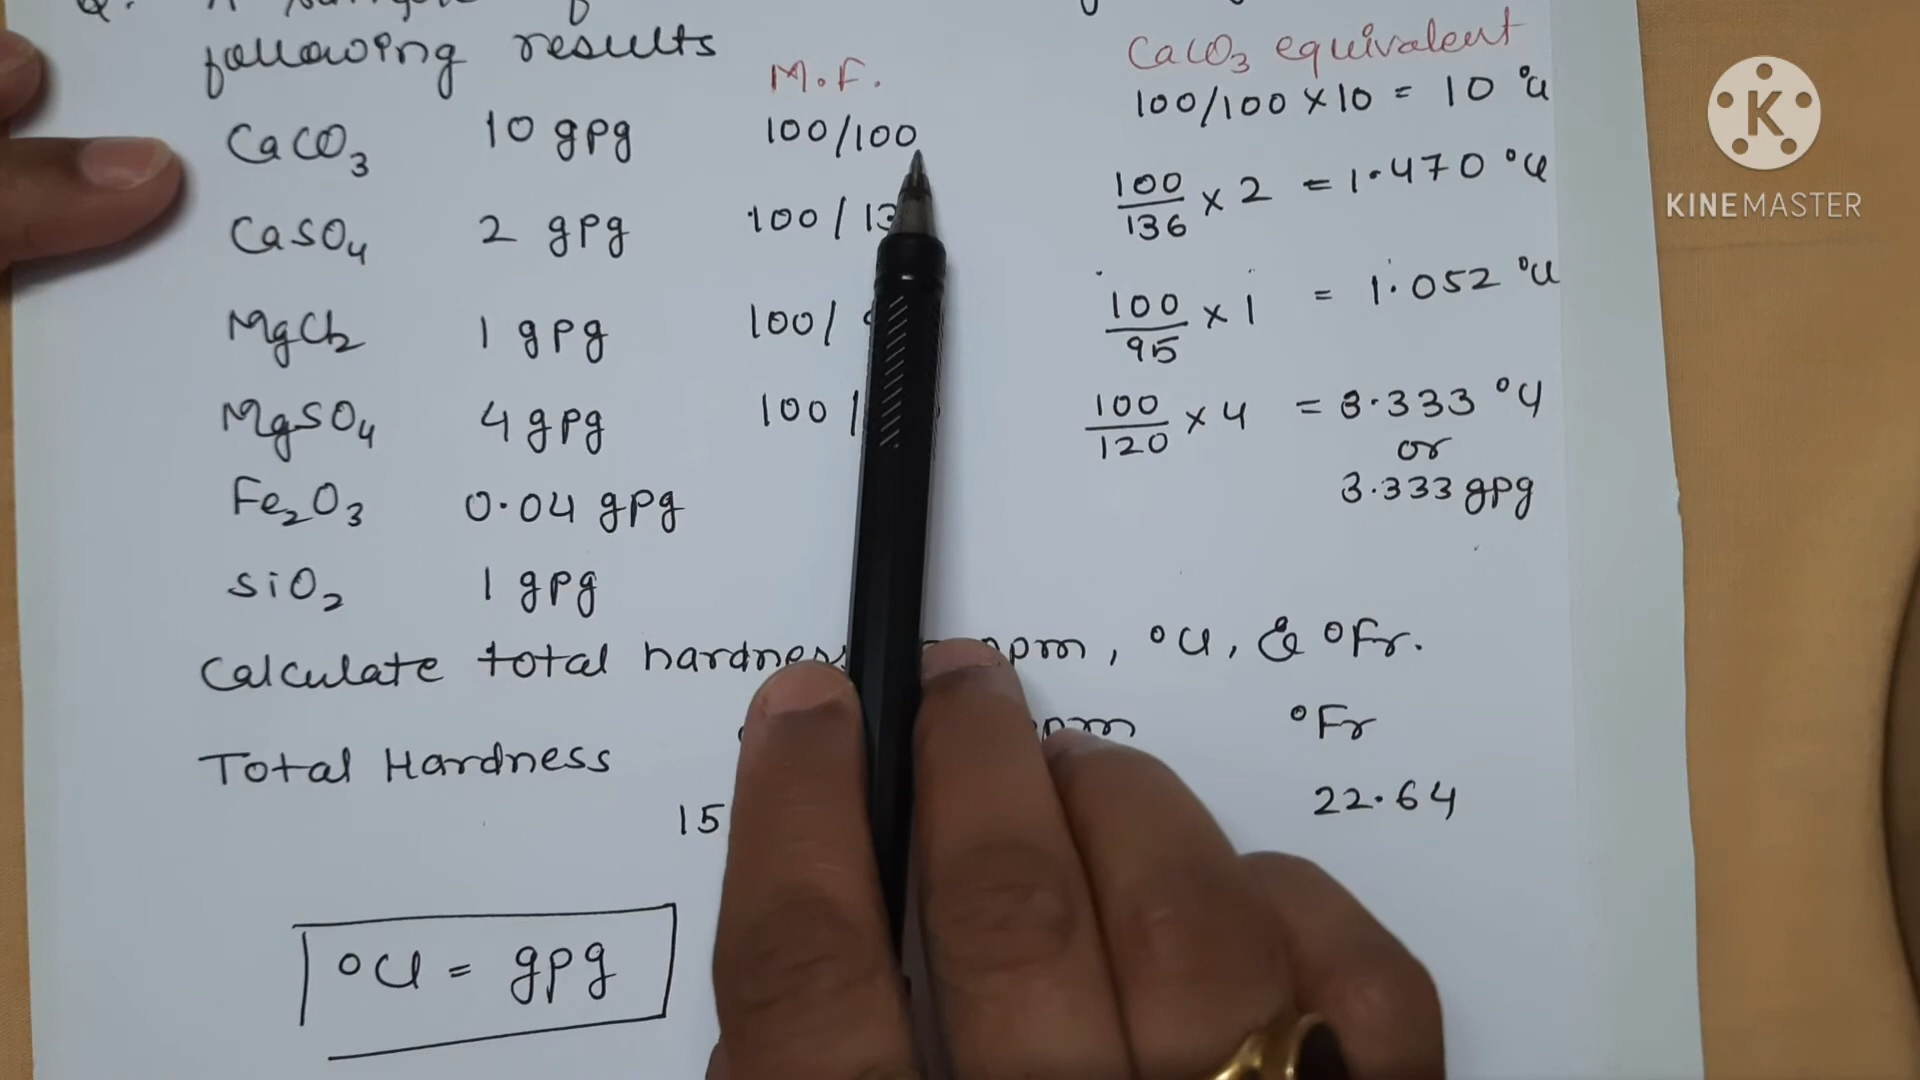 following results
M.F.
CaCO3 equivalent
CaCO3 10 gpg 100/100 100/100 × 10 = 10 °Cl
CaSO4 2 gpg 100/ 100/136 × 2 = 1.470 °Cl
MgCl2 1 gpg 100/ 100/95 × 1 = 1.052 °Cl
MgSO4 4 gpg 100/ 100/120 × 4 = 3.333 °Cl
or
3.333 gpg
Fe2O3 0.04 gpg
SiO2 1 gpg
Calculate total hardness ppm, °Cl, & °Fr.
Total Hardness ppm °Fr
15 22.64
°Cl = gpg
KINEMASTER